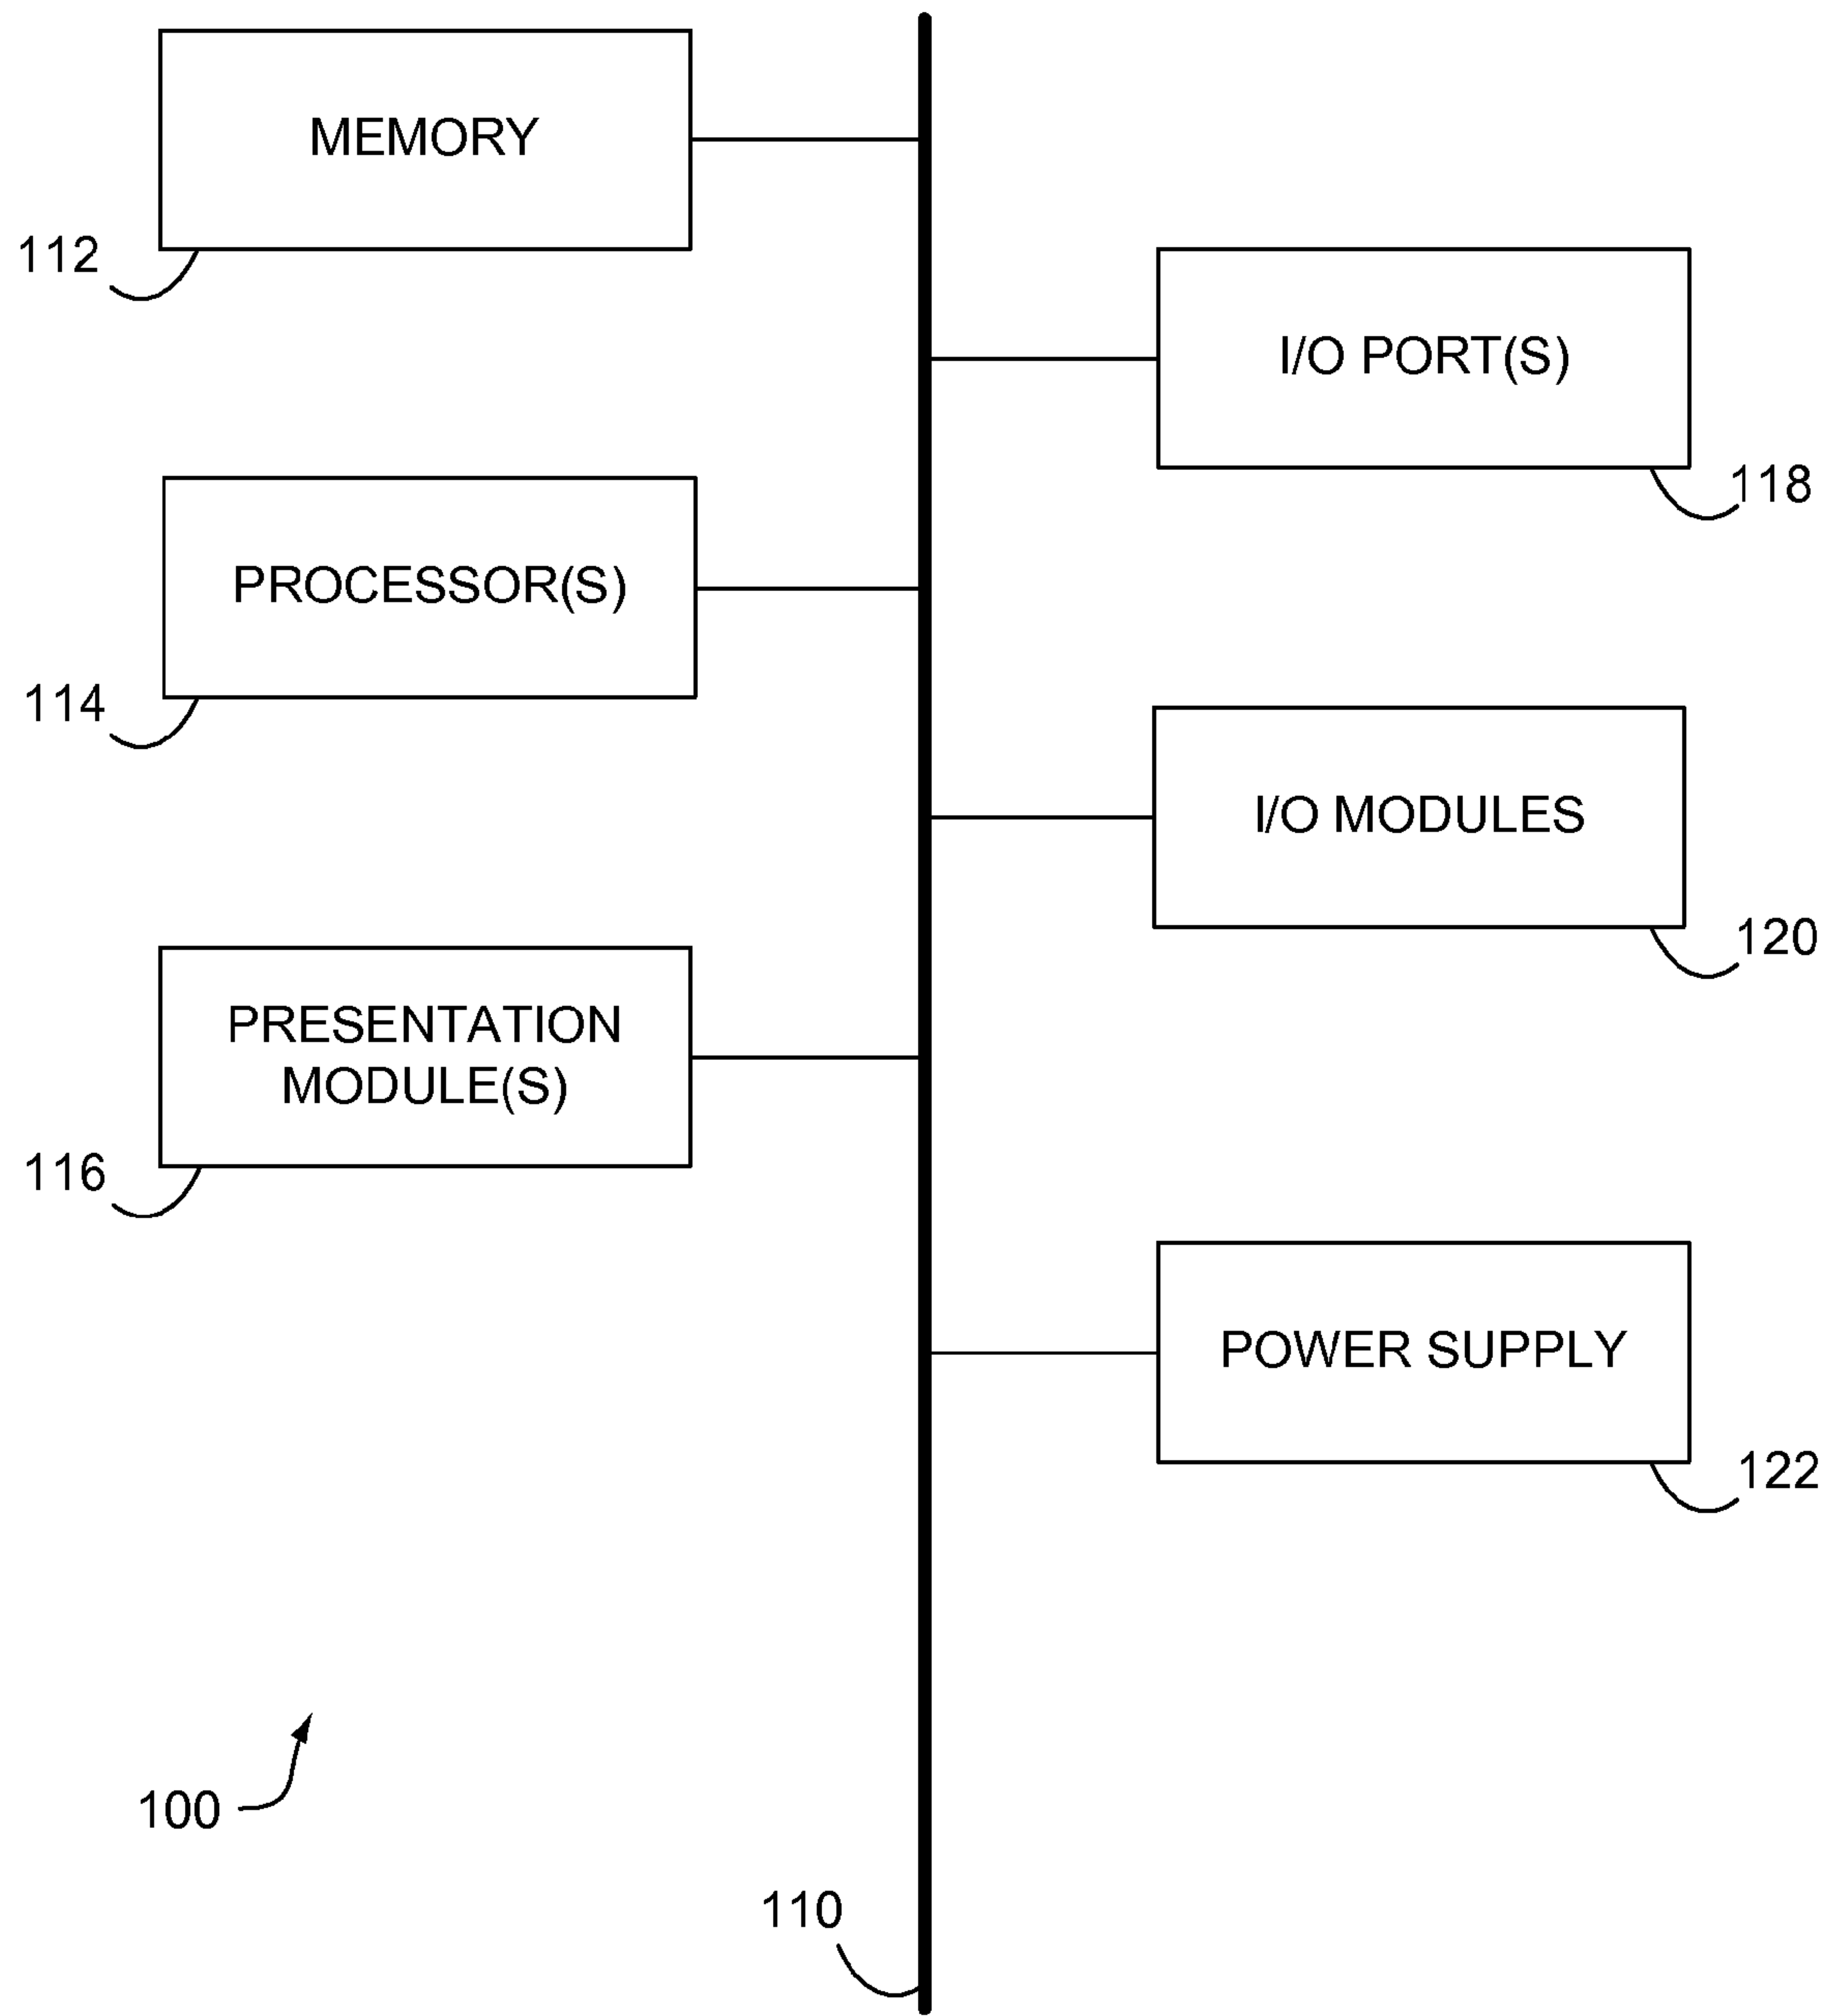 MEMORY
112
I/O PORT(S)
118
PROCESSOR(S)
114
I/O MODULES
120
PRESENTATION
MODULE(S)
116
POWER SUPPLY
122
100
110